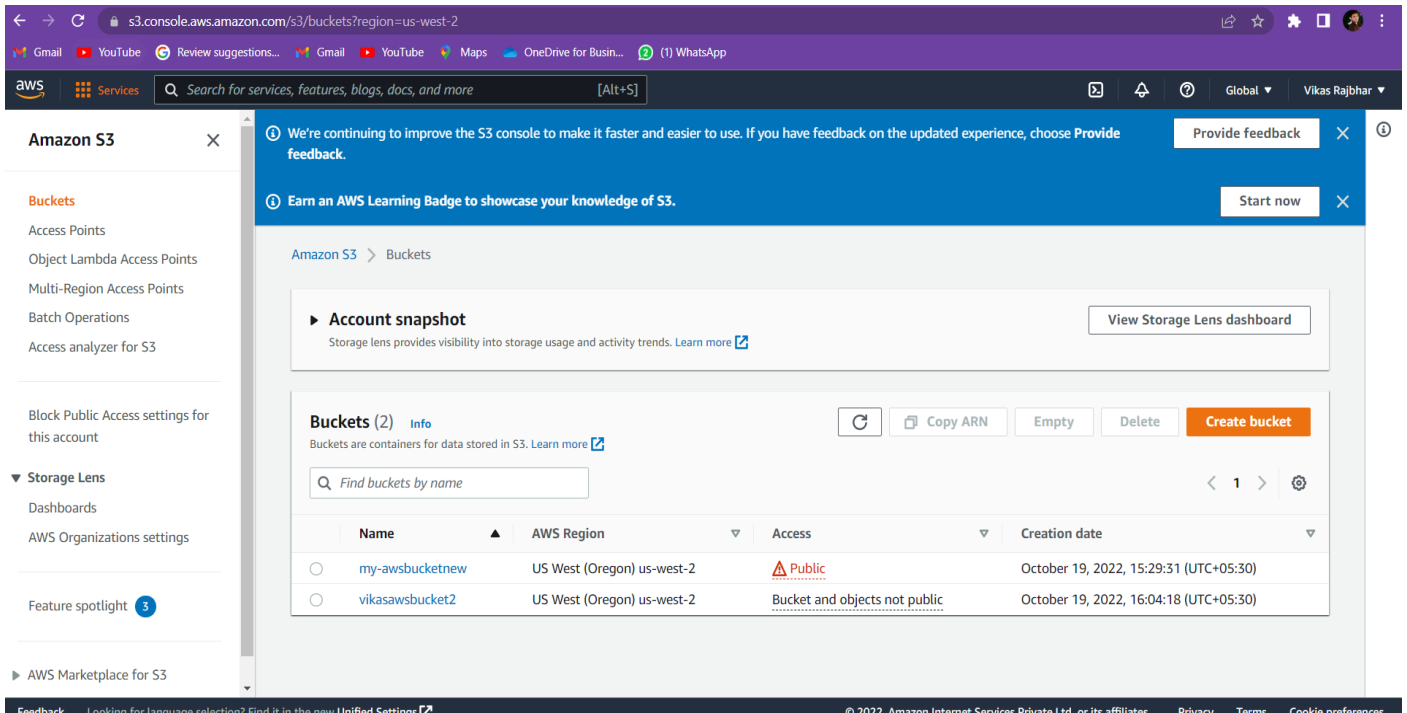 s3.console.aws.amazon.com/s3/buckets?region=us-west-2
Gmail YouTube Review suggestions... Gmail YouTube Maps OneDrive for Busin... 2 (1) WhatsApp
aws Services Search for services, features, blogs, docs, and more [Alt+S] Global Vikas Rajbhar
Amazon S3
Buckets
Access Points
Object Lambda Access Points
Multi-Region Access Points
Batch Operations
Access analyzer for S3
Block Public Access settings for
this account
Storage Lens
Dashboards
AWS Organizations settings
Feature spotlight 3
AWS Marketplace for S3
We're continuing to improve the S3 console to make it faster and easier to use. If you have feedback on the updated experience, choose Provide
feedback.
Provide feedback
Earn an AWS Learning Badge to showcase your knowledge of S3.
Start now
Amazon S3 > Buckets
Account snapshot
Storage lens provides visibility into storage usage and activity trends. Learn more
View Storage Lens dashboard
Buckets (2) Info
Buckets are containers for data stored in S3. Learn more
Copy ARN Empty Delete Create bucket
Find buckets by name
1
Name AWS Region Access Creation date
my-awsbucketnew US West (Oregon) us-west-2 Public October 19, 2022, 15:29:31 (UTC+05:30)
vikasawsbucket2 US West (Oregon) us-west-2 Bucket and objects not public October 19, 2022, 16:04:18 (UTC+05:30)
Feedback Looking for language selection? Find it in the new Unified Settings © 2022, Amazon Internet Services Private Ltd. or its affiliates. Privacy Terms Cookie preferences